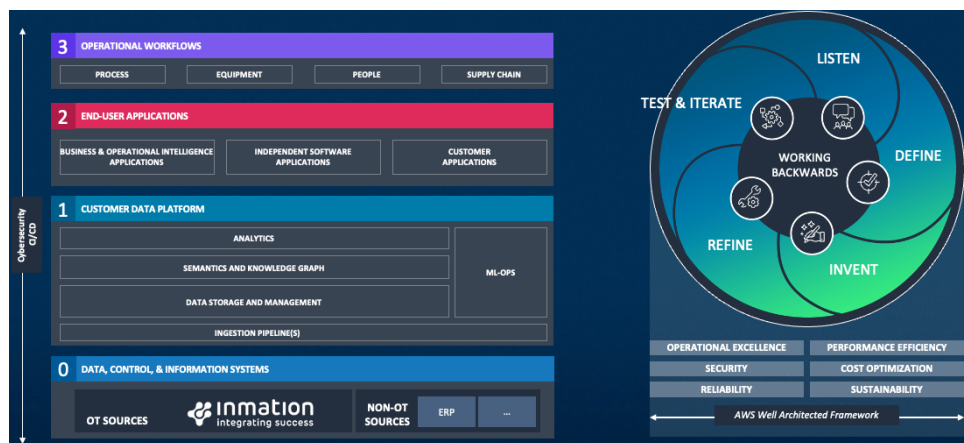 3 OPERATIONAL WORKFLOWS
PROCESS
EQUIPMENT
PEOPLE
SUPPLY CHAIN
2 END-USER APPLICATIONS
BUSINESS & OPERATIONAL INTELLIGENCE
APPLICATIONS
INDEPENDENT SOFTWARE
APPLICATIONS
CUSTOMER
APPLICATIONS
1 CUSTOMER DATA PLATFORM
ANALYTICS
SEMANTICS AND KNOWLEDGE GRAPH
DATA STORAGE AND MANAGEMENT
ML-OPS
INGESTION PIPELINE(S)
0 DATA, CONTROL, & INFORMATION SYSTEMS
OT SOURCES
inmation
integrating success
NON-OT
SOURCES
ERP
...
Cybersecurity
CI/CD
LISTEN
DEFINE
INVENT
REFINE
TEST & ITERATE
WORKING
BACKWARDS
OPERATIONAL EXCELLENCE
PERFORMANCE EFFICIENCY
SECURITY
COST OPTIMIZATION
RELIABILITY
SUSTAINABILITY
AWS Well Architected Framework